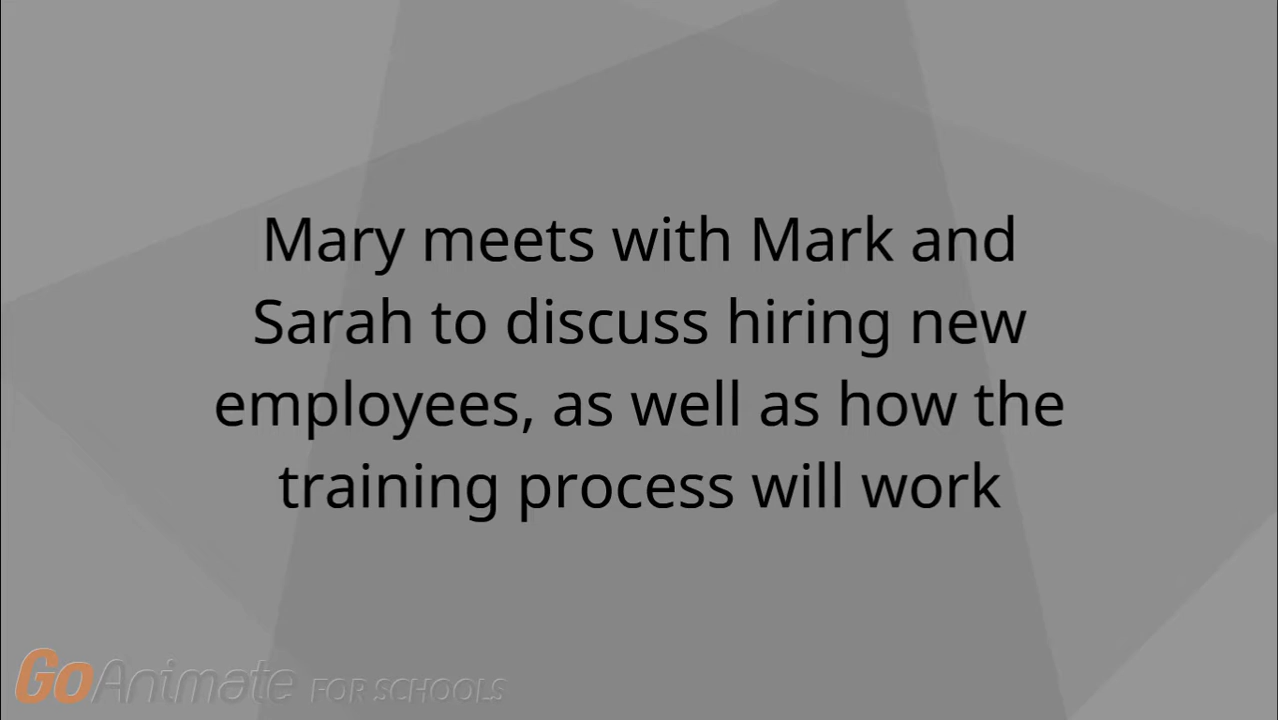 Mary meets with Mark and
Sarah to discuss hiring new
employees, as well as how the
training process will work
GoAnimate FOR SCHOOLS